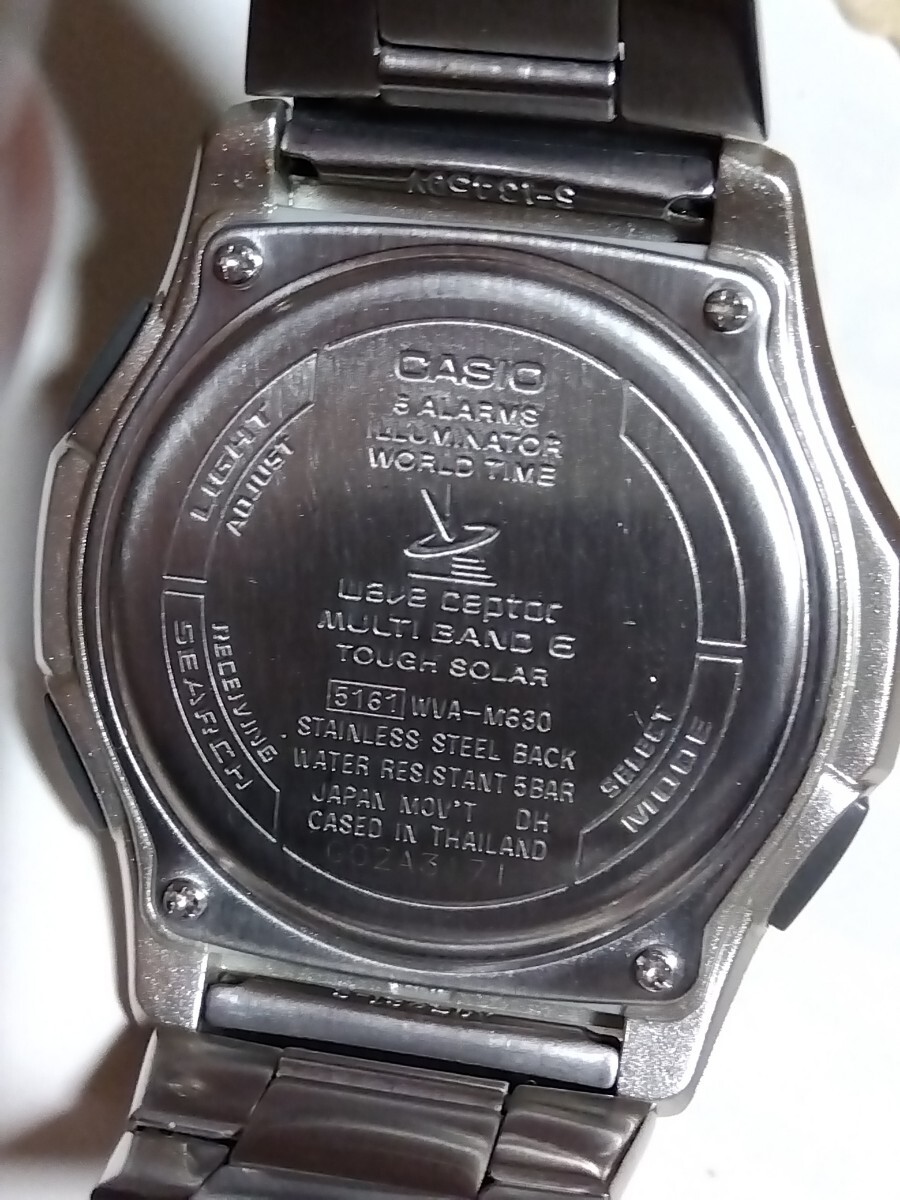 CASIO
5 ALARMS
ILLUMINATOR
WORLD TIME
LIGHT
ADJUST
wave ceptor
MULTI BAND 6
TOUGH SOLAR
5161 WVA-M630
STAINLESS STEEL BACK
WATER RESISTANT 5BAR
JAPAN MOV'T DH
CASED IN THAILAND
RECEIVING
SEARCH
SELECT
MODE